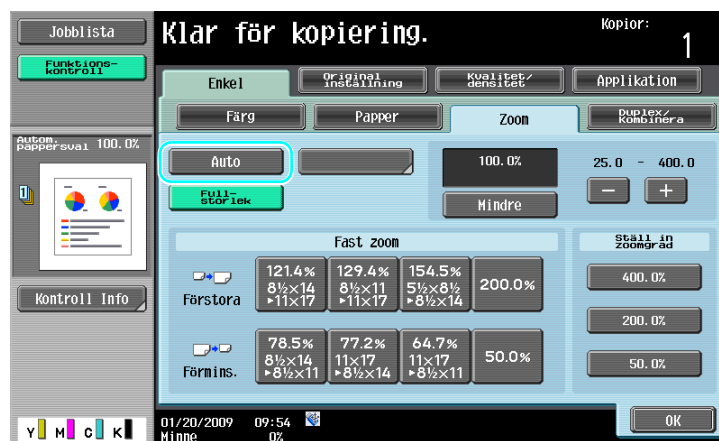 Jobblista
Klar för kopiering.
Kopior:
1
Funktions-
kontroll
Enkel
Original
inställning
Kvalitet/
densitet
Applikation
Färg
Papper
Zoom
Duplex/
Kombinera
Autom.
pappersval 100.0%
Auto
100.0%
25.0 - 400.0
Full-
storlek
Mindre
− +
Fast zoom
Ställ in
zoomgrad
Förstora
121.4%
8½×14
▸11×17
129.4%
8½×11
▸11×17
154.5%
5½×8½
▸8½×14
200.0%
400.0%
Kontroll Info
200.0%
Förmins.
78.5%
8½×14
▸8½×11
77.2%
11×17
▸8½×14
64.7%
11×17
▸8½×11
50.0%
50.0%
Y M C K
01/20/2009 09:54
Minne 0%
OK